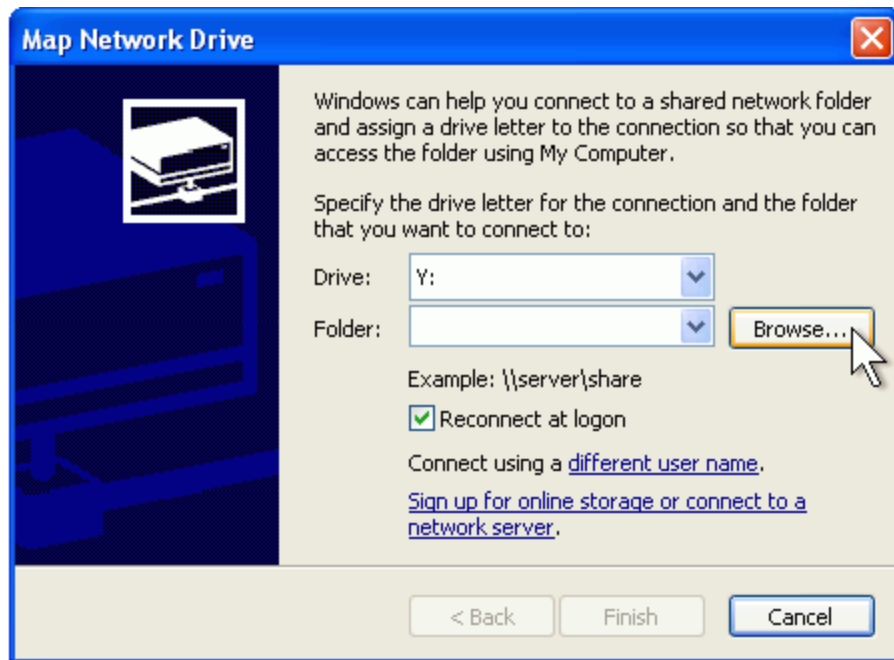 Map Network Drive
Windows can help you connect to a shared network folder
and assign a drive letter to the connection so that you can
access the folder using My Computer.
Specify the drive letter for the connection and the folder
that you want to connect to:
Drive: Y:
Folder: Browse...
Example: \\server\share
Reconnect at logon
Connect using a different user name.
Sign up for online storage or connect to a
network server.
< Back Finish Cancel